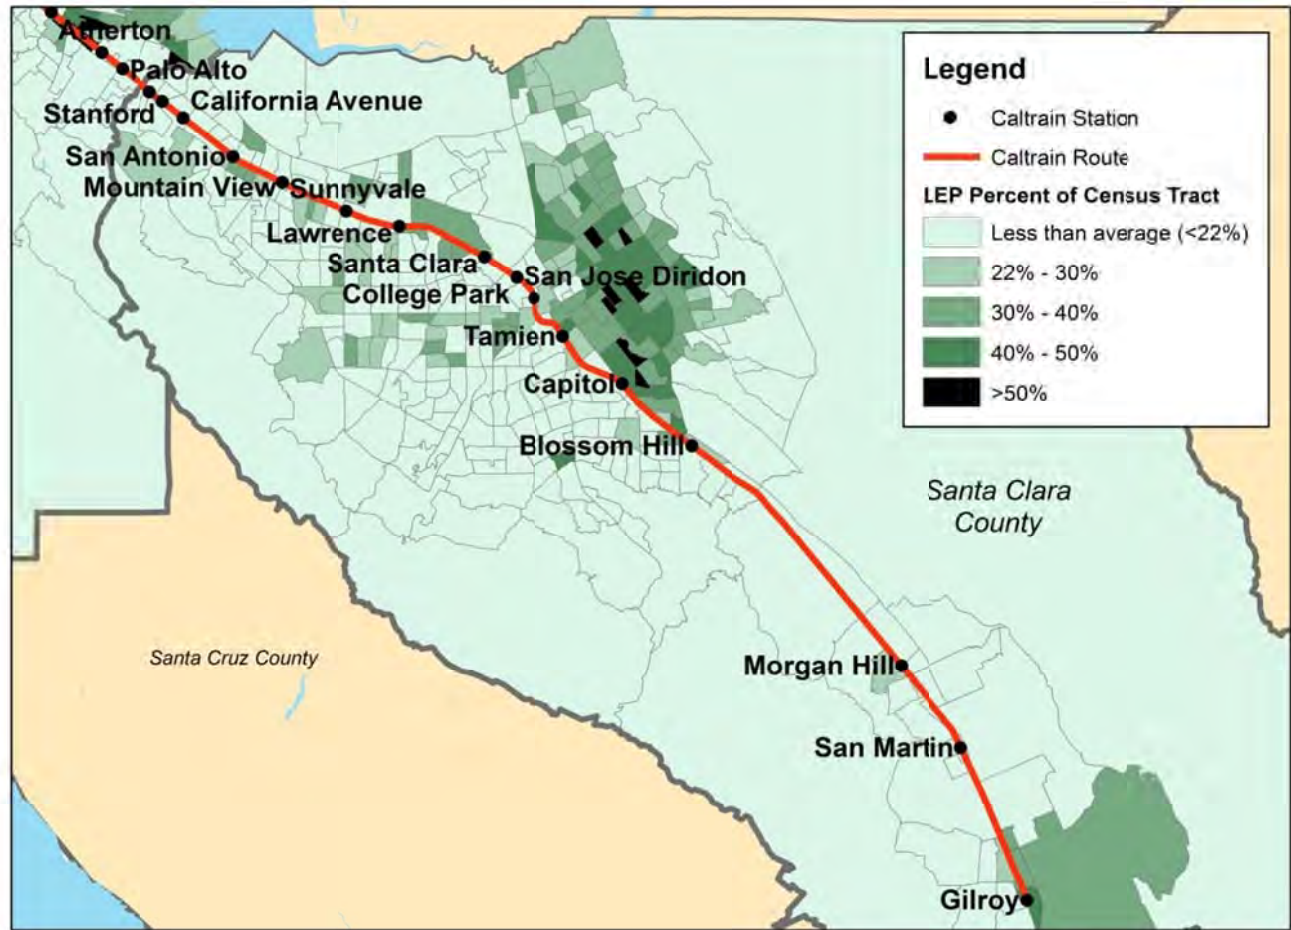 Atherton
Palo Alto
California Avenue
Stanford
San Antonio
Mountain View
Sunnyvale
Lawrence
Santa Clara
San Jose Diridon
College Park
Tamien
Capitol
Blossom Hill
Morgan Hill
San Martin
Gilroy
Santa Clara
County
Santa Cruz County
Legend
Caltrain Station
Caltrain Route
LEP Percent of Census Tract
Less than average (<22%)
22% - 30%
30% - 40%
40% - 50%
>50%